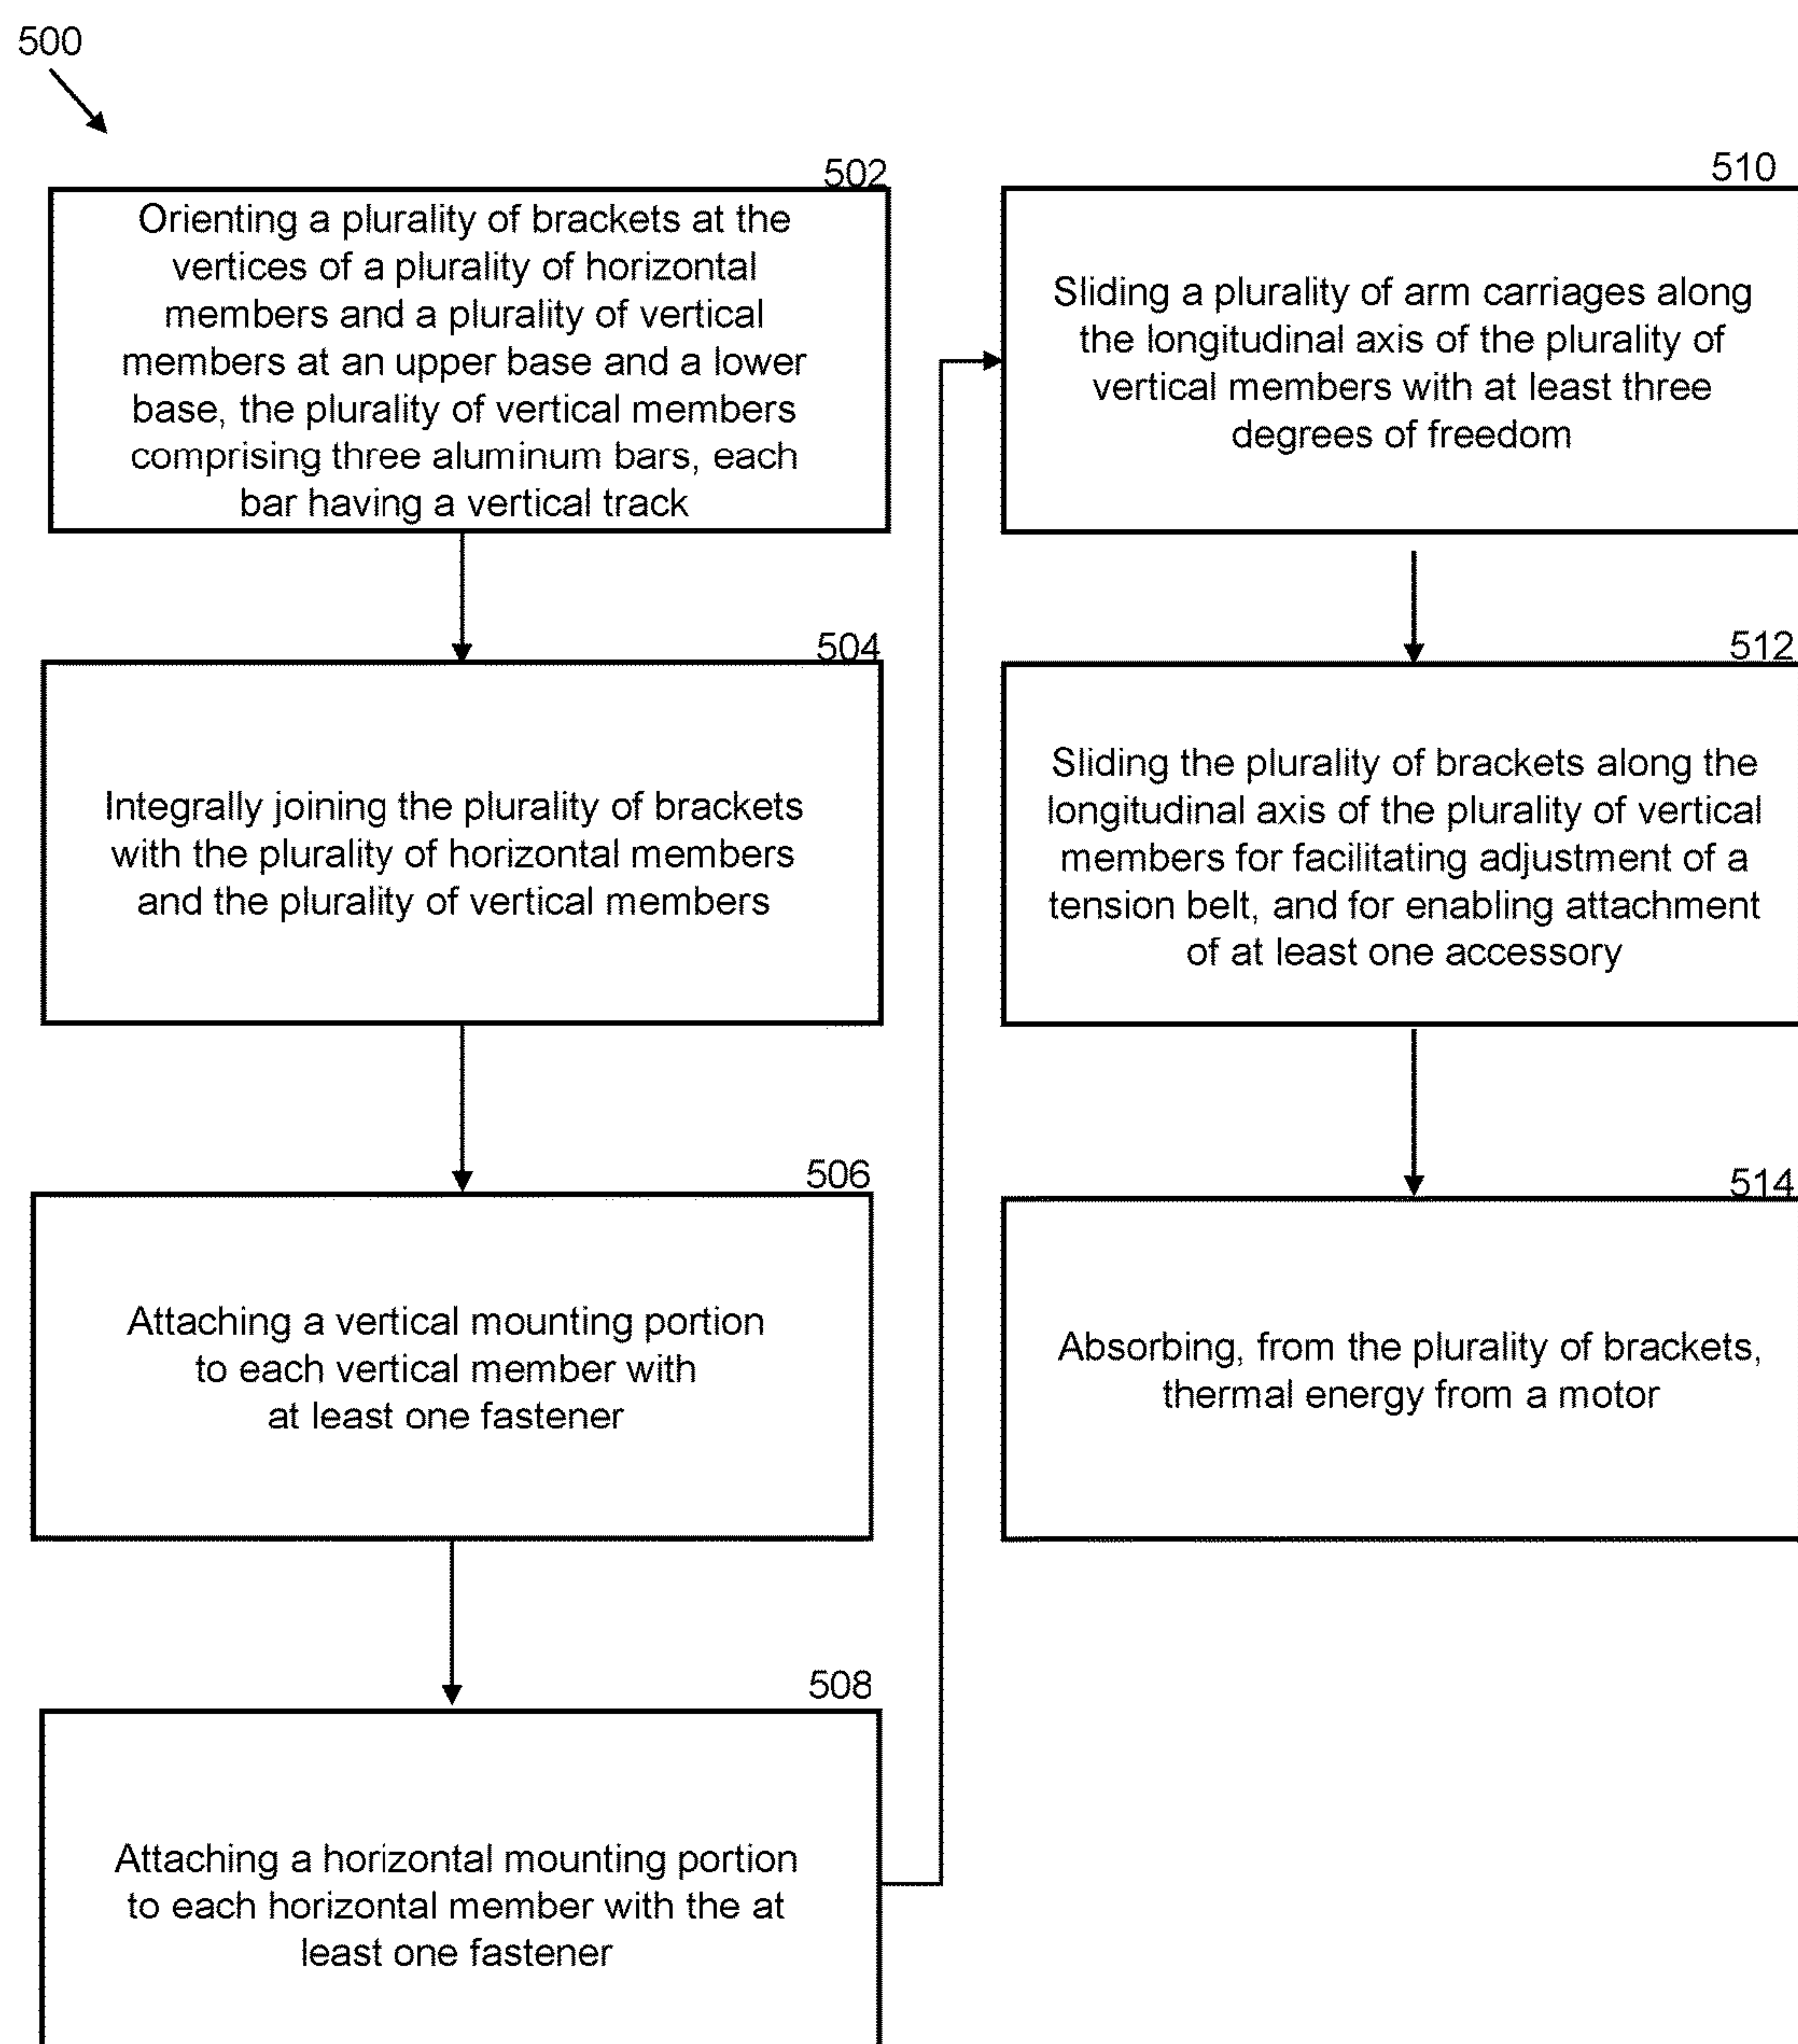 500
502
Orienting a plurality of brackets at the
vertices of a plurality of horizontal
members and a plurality of vertical
members at an upper base and a lower
base, the plurality of vertical members
comprising three aluminum bars, each
bar having a vertical track
504
Integrally joining the plurality of brackets
with the plurality of horizontal members
and the plurality of vertical members
506
Attaching a vertical mounting portion
to each vertical member with
at least one fastener
508
Attaching a horizontal mounting portion
to each horizontal member with the at
least one fastener
510
Sliding a plurality of arm carriages along
the longitudinal axis of the plurality of
vertical members with at least three
degrees of freedom
512
Sliding the plurality of brackets along the
longitudinal axis of the plurality of vertical
members for facilitating adjustment of a
tension belt, and for enabling attachment
of at least one accessory
514
Absorbing, from the plurality of brackets,
thermal energy from a motor